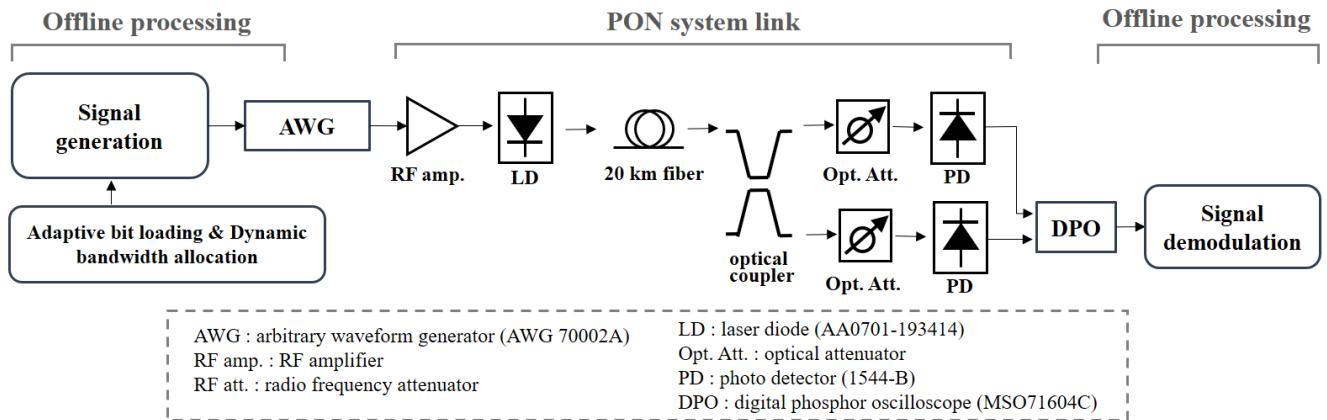 Offline processing
PON system link
Offline processing
Signal
generation
AWG
RF amp.
LD
20 km fiber
Opt. Att.
PD
Adaptive bit loading & Dynamic
bandwidth allocation
optical
coupler
Opt. Att.
PD
DPO
Signal
demodulation
AWG : arbitrary waveform generator (AWG 70002A)
RF amp. : RF amplifier
RF att. : radio frequency attenuator
LD : laser diode (AA0701-193414)
Opt. Att. : optical attenuator
PD : photo detector (1544-B)
DPO : digital phosphor oscilloscope (MSO71604C)